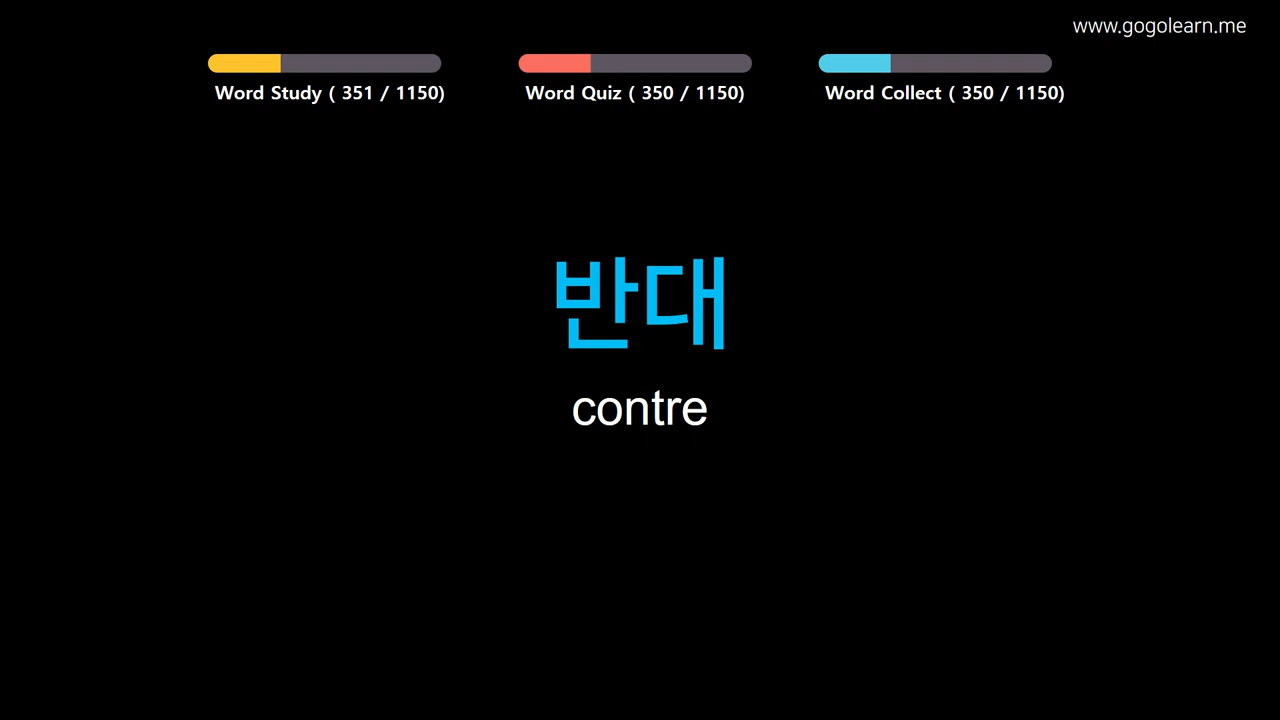 www.gogolearn.me
Word Study ( 351 / 1150)
Word Quiz ( 350 / 1150)
Word Collect ( 350 / 1150)
반대
contre